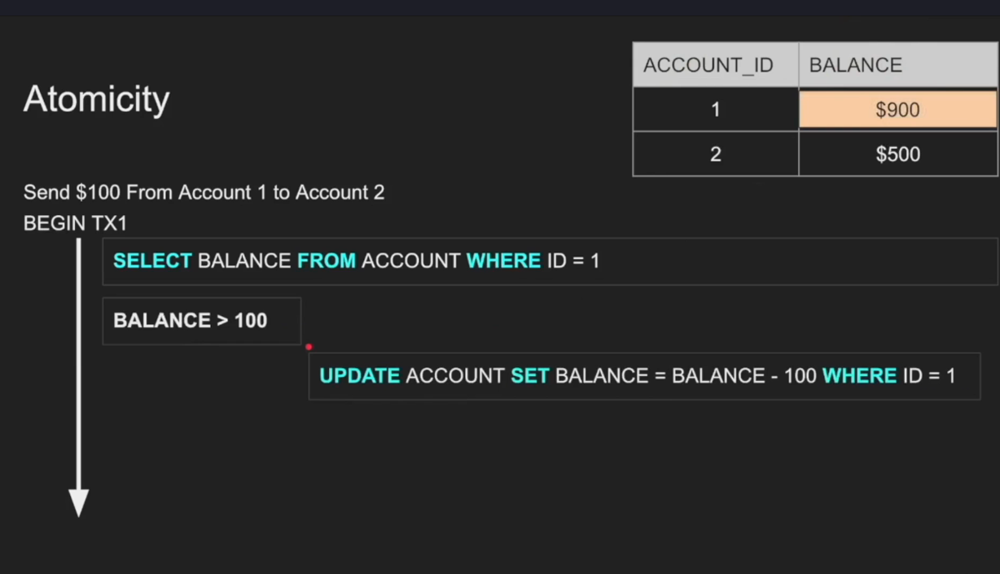 Atomicity
ACCOUNT_ID BALANCE
1 $900
2 $500
Send $100 From Account 1 to Account 2
BEGIN TX1
SELECT BALANCE FROM ACCOUNT WHERE ID = 1
BALANCE > 100
UPDATE ACCOUNT SET BALANCE = BALANCE - 100 WHERE ID = 1